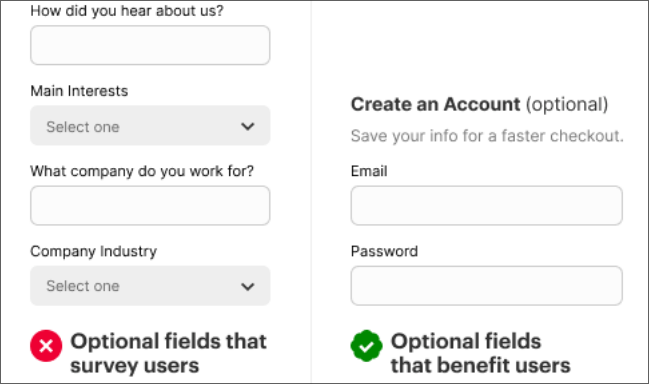 How did you hear about us?
Main Interests
Select one
What company do you work for?
Company Industry
Select one
Optional fields that
survey users
Create an Account (optional)
Save your info for a faster checkout.
Email
Password
Optional fields
that benefit users